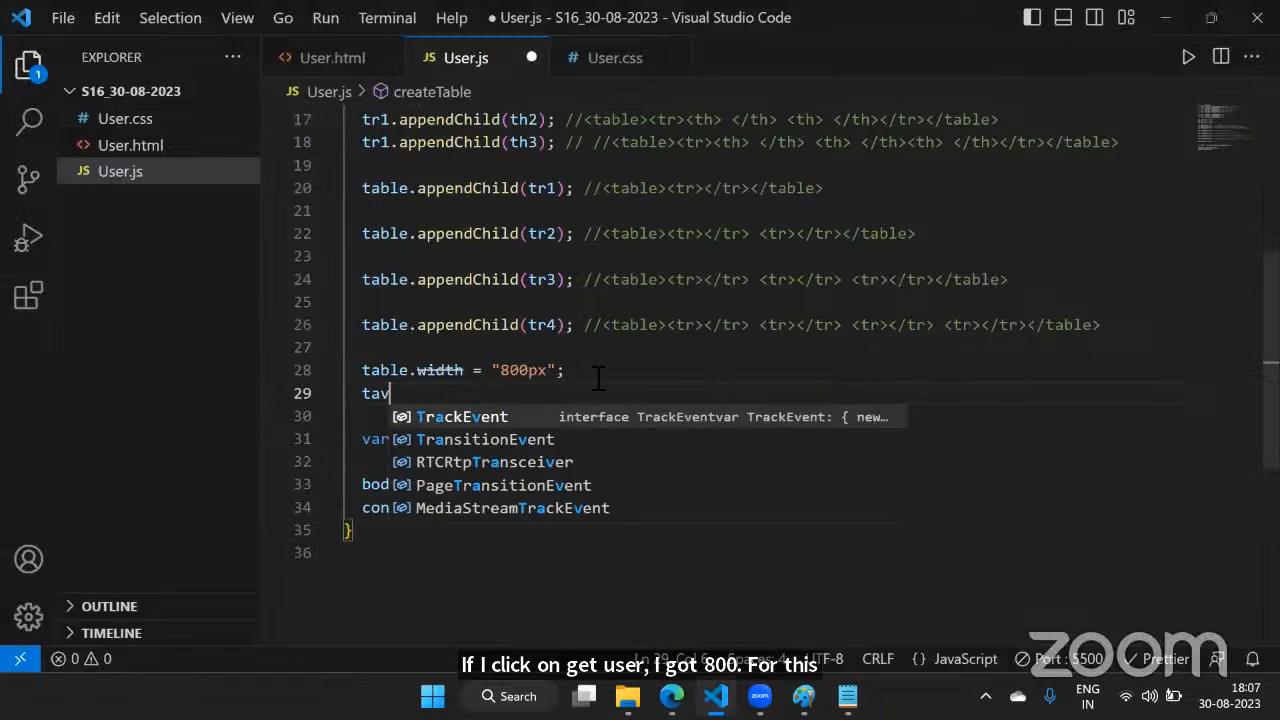 File Edit Selection View Go Run Terminal Help ● User.js - S16_30-08-2023 - Visual Studio Code
EXPLORER ... <> User.html JS User.js # User.css
S16_30-08-2023 JS User.js > createTable
# User.css
<> User.html
JS User.js
17 tr1.appendChild(th2); //<table><tr><th> </th> <th> </th></tr></table>
18 tr1.appendChild(th3); // //<table><tr><th> </th> <th> </th><th> </th></tr></table>
19
20 table.appendChild(tr1); //<table><tr></tr></table>
21
22 table.appendChild(tr2); //<table><tr></tr> <tr></tr></table>
23
24 table.appendChild(tr3); //<table><tr></tr> <tr></tr> <tr></tr></table>
25
26 table.appendChild(tr4); //<table><tr></tr> <tr></tr> <tr></tr> <tr></tr></table>
27
28 table.width = "800px";
29 tav
30 TrackEvent interface TrackEventvar TrackEvent: { new…
31 var TransitionEvent
32 RTCRtpTransceiver
33 bod PageTransitionEvent
34 con MediaStreamTrackEvent
35 }
36
OUTLINE
TIMELINE
zoom
0 0 UTF-8 CRLF {} JavaScript Port : 5500 Prettier
If I click on get user, I got 800. For this
1
Search zoom ENG IN 18:07 30-08-2023